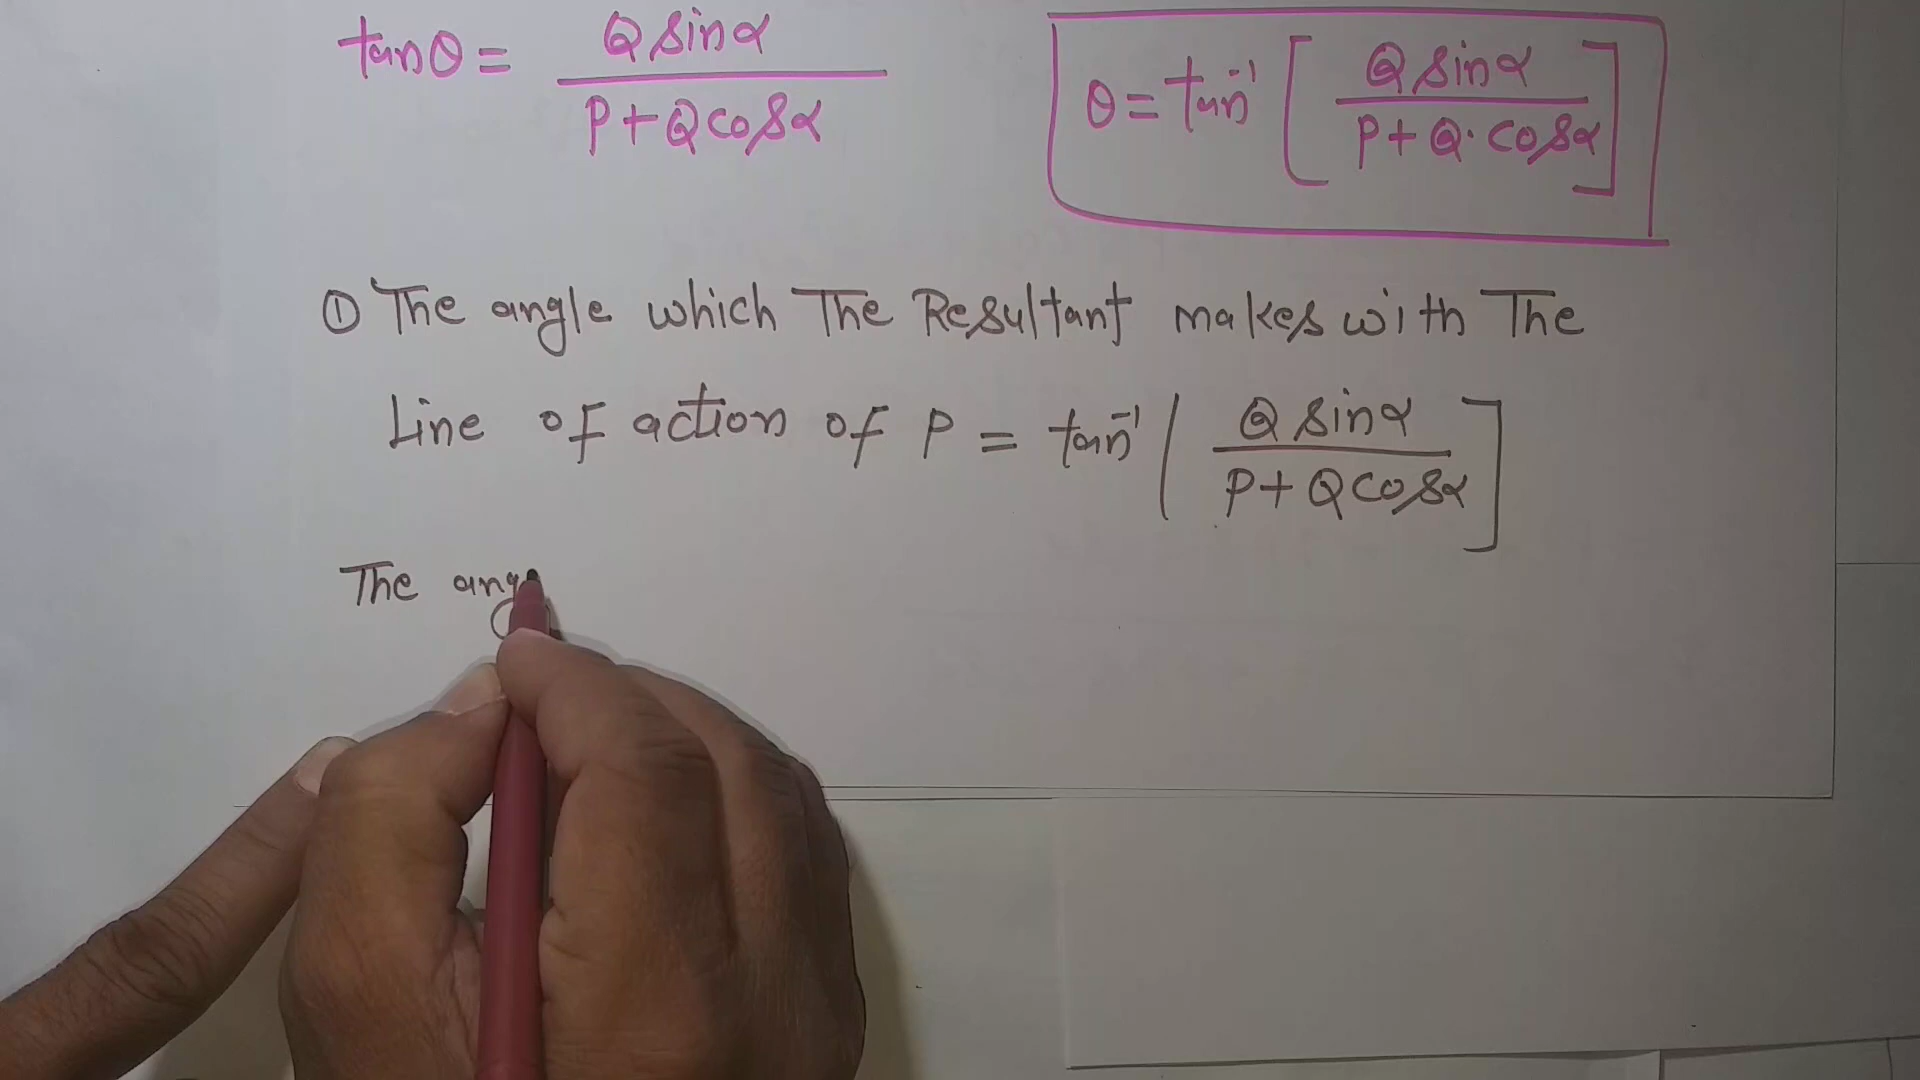 tanθ = Q sinα / P + Q cosα
θ = tan⁻¹ [ Q sinα / P + Q · cosα ]
① The angle which The Resultant makes with The
Line of action of P = tan⁻¹ ( Q sinα / P + Q cosα ]
The ang